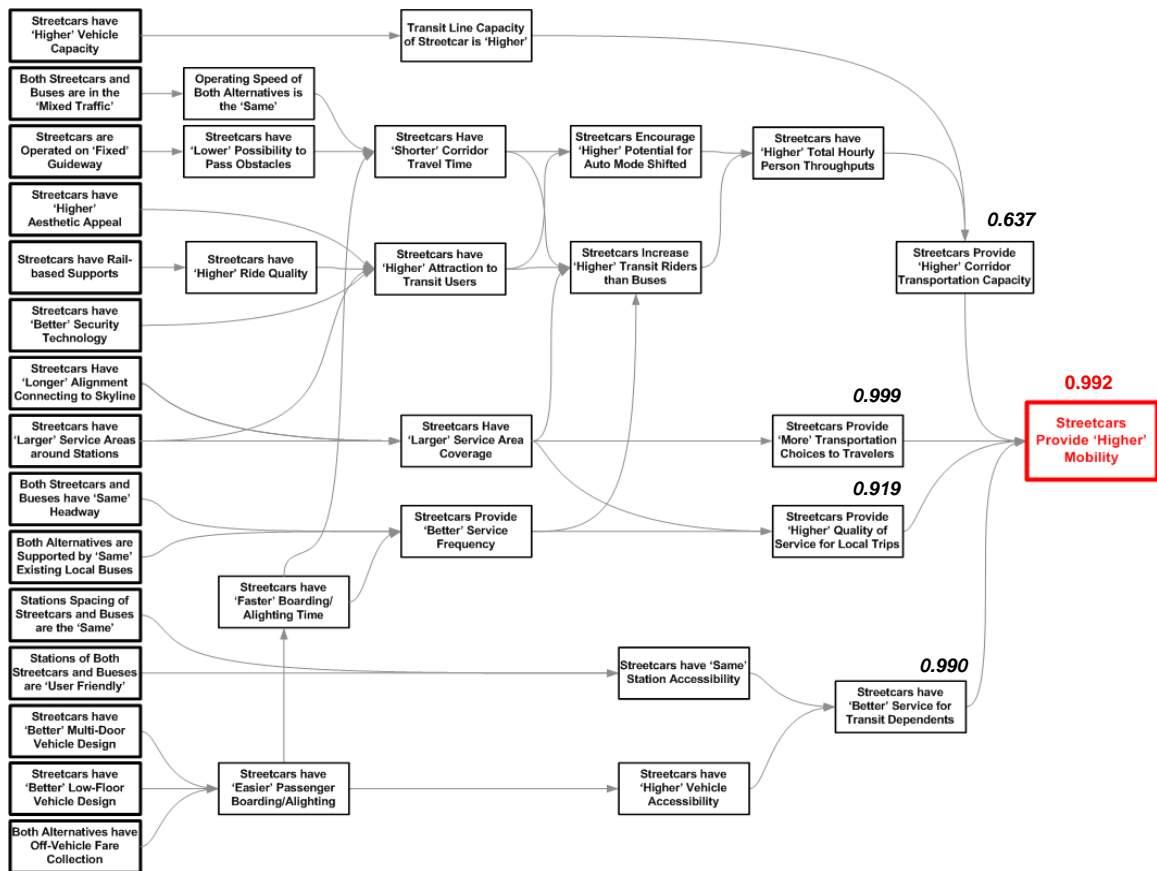 Streetcars have
‘Higher’ Vehicle
Capacity
Transit Line Capacity
of Streetcar is ‘Higher’
Both Streetcars and
Buses are in the
‘Mixed Traffic’
Operating Speed of
Both Alternatives is
the ‘Same’
Streetcars are
Operated on ‘Fixed’
Guideway
Streetcars have
‘Lower’ Possibility to
Pass Obstacles
Streetcars Have
‘Shorter’ Corridor
Travel Time
Streetcars Encourage
‘Higher’ Potential for
Auto Mode Shifted
Streetcars have
‘Higher’ Total Hourly
Person Throughputs
Streetcars have
‘Higher’
Aesthetic Appeal
0.637
Streetcars have Rail-
based Supports
Streetcars have
‘Higher’ Ride Quality
Streetcars have
‘Higher’ Attraction to
Transit Users
Streetcars Increase
‘Higher’ Transit Riders
than Buses
Streetcars Provide
‘Higher’ Corridor
Transportation Capacity
Streetcars have
‘Better’ Security
Technology
Streetcars Have
‘Longer’ Alignment
Connecting to Skyline
0.999
0.992
Streetcars have
‘Larger’ Service Areas
around Stations
Streetcars Have
‘Larger’ Service Area
Coverage
Streetcars Provide
‘More’ Transportation
Choices to Travelers
Streetcars
Provide ‘Higher’
Mobility
Both Streetcars and
Bueses have ‘Same’
Headway
0.919
Streetcars Provide
‘Better’ Service
Frequency
Streetcars Provide
‘Higher’ Quality of
Service for Local Trips
Both Alternatives are
Supported by ‘Same’
Existing Local Buses
Streetcars have
‘Faster’ Boarding/
Alighting Time
Stations Spacing of
Streetcars and Buses
are the ‘Same’
Stations of Both
Streetcars and Bueses
are ‘User Friendly’
Streetcars have ‘Same’
Station Accessibility
0.990
Streetcars have
‘Better’ Service for
Transit Dependents
Streetcars have
‘Better’ Multi-Door
Vehicle Design
Streetcars have
‘Better’ Low-Floor
Vehicle Design
Streetcars have
‘Easier’ Passenger
Boarding/Alighting
Streetcars have
‘Higher’ Vehicle
Accessibility
Both Alternatives have
Off-Vehicle Fare
Collection